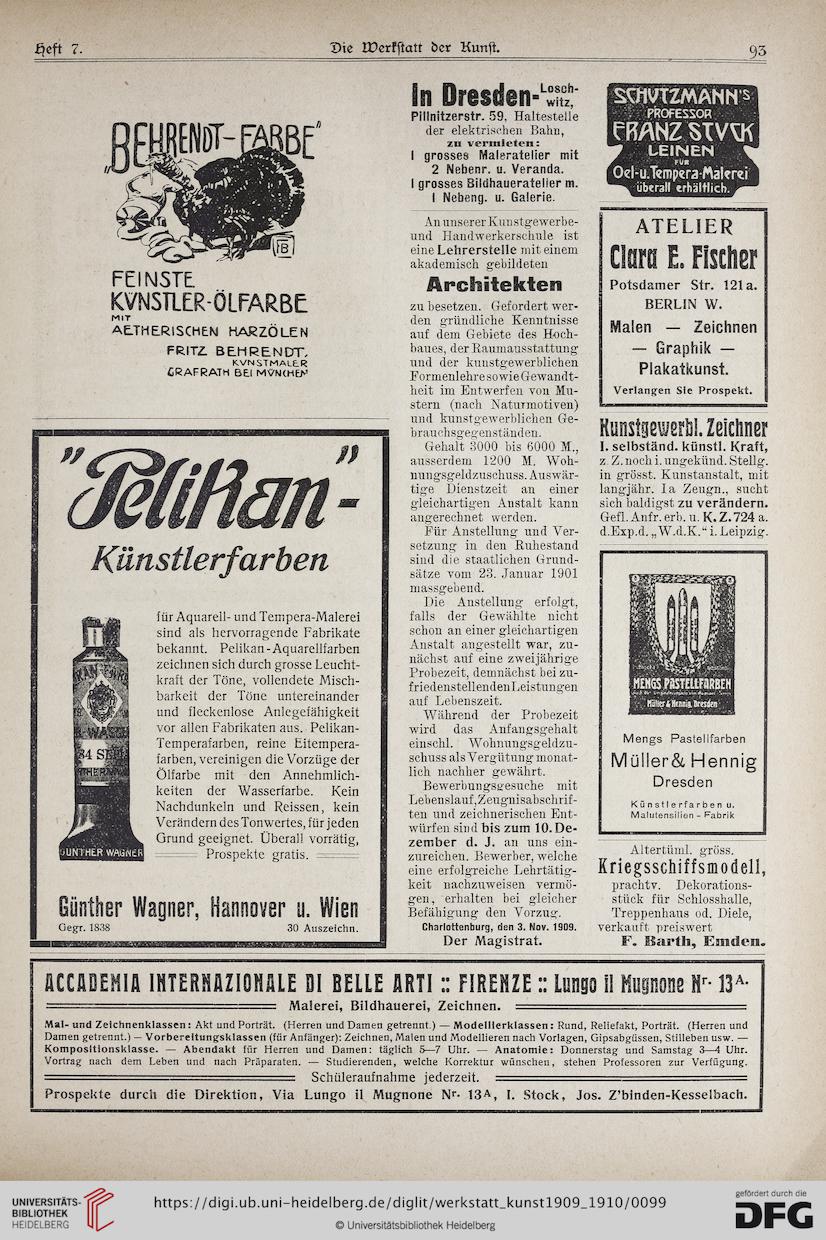 Heft 7.
Die Werkstatt der Kunst.
93
„BEHRENDT-FARBE"
FEINSTE
KVNSTLER-ÖLFARBE
MIT
AETHERISCHEN HARZÖLEN
FRITZ BEHRENDT,
KVNSTMALER
GRAFRATH BEI MVNCHEN
"Pelikan"-
Künstlerfarben
für Aquarell- und Tempera-Malerei
sind als hervorragende Fabrikate
bekannt. Pelikan-Aquarellfarben
zeichnen sich durch grosse Leucht-
kraft der Töne, vollendete Misch-
barkeit der Töne untereinander
und fleckenlose Anlegefähigkeit
vor allen Fabrikaten aus. Pelikan-
Temperafarben, reine Eitempera-
farben, vereinigen die Vorzüge der
Ölfarbe mit den Annehmlich-
keiten der Wasserfarbe. Kein
Nachdunkeln und Reissen, kein
Verändern des Tonwertes, für jeden
Grund geeignet. Überall vorrätig,
Prospekte gratis.
GÜNTHER WAGNER
Günther Wagner, Hannover u. Wien
Gegr. 1838
30 Auszeichn.
In Dresden-Losch-
witz,
Pillnitzerstr. 59, Haltestelle
der elektrischen Bahn,
zu vermieten:
I grosses Maleratelier mit
2 Nebenr. u. Veranda.
I grosses Bildhaueratelier m.
I Nebeng. u. Galerie.
An unserer Kunstgewerbe-
und Handwerkerschule ist
eine Lehrerstelle mit einem
akademisch gebildeten
Architekten
zu besetzen. Gefordert wer-
den gründliche Kenntnisse
auf dem Gebiete des Hoch-
baues, der Raumausstattung
und der kunstgewerblichen
Formenlehre sowie Gewandt-
heit im Entwerfen von Mu-
stern (nach Naturmotiven)
und kunstgewerblichen Ge-
brauchsgegenständen.
Gehalt 3000 bis 6000 M.,
ausserdem 1200 M. Woh-
nungsgeldzuschuss. Auswär-
tige Dienstzeit an einer
gleichartigen Anstalt kann
angerechnet werden.
Für Anstellung und Ver-
setzung in den Ruhestand
sind die staatlichen Grund-
sätze vom 23. Januar 1901
massgebend.
Die Anstellung erfolgt,
falls der Gewählte nicht
schon an einer gleichartigen
Anstalt angestellt war, zu-
nächst auf eine zweijährige
Probezeit, demnächst bei zu-
friedenstellenden Leistungen
auf Lebenszeit.
Während der Probezeit
wird das Anfangsgehalt
einschl. Wohnungsgeldzu-
schuss als Vergütung monat-
lich nachher gewährt.
Bewerbungsgesuche mit
Lebenslauf, Zeugnisabschrif-
ten und zeichnerischen Ent-
würfen sind bis zum 10. De-
zember d. J. an uns ein-
zureichen. Bewerber, welche
eine erfolgreiche Lehrtätig-
keit nachzuweisen vermö-
gen, erhalten bei gleicher
Befähigung den Vorzug.
Charlottenburg, den 3. Nov. 1909.
Der Magistrat.
SCHVTZMANN'S
PROFESSOR
FRANZ STVCK
LEINEN
FUR
Oel-u.Tempera-Malerei
überall erhältlich.
ATELIER
Clara E. Fischer
Potsdamer Str. 121a.
BERLIN W.
Malen — Zeichnen
— Graphik —
Plakatkunst.
Verlangen Sie Prospekt.
Kunstgewerbl. Zeichner
I. selbständ. künstl. Kraft,
z. Z. noch i. ungekünd. Stellg.
in grösst. Kunstanstalt, mit
langjähr. Ia Zeugn., sucht
sich baldigst zu verändern.
Gefl. Anfr. erb. u. K. Z. 724 a.
d. Exp. d. „W. d. K." i. Leipzig.
MENGS PASTELLFARBEN
Müller & Hennig, Dresden
Mengs Pastellfarben
Müller & Hennig
Dresden
Künstlerfarben u.
Malutensilien - Fabrik
Altertüml. gröss.
Kriegsschiffsmodell,
prachtv. Dekorations-
stück für Schlosshalle,
Treppenhaus od. Diele,
verkauft preiswert
F. Barth, Emden.
ACCADEMIA INTERNAZIONALE DI BELLE ARTI :: FIRENZE :: Lungo il Mugnone Nr. 13A.
Malerei, Bildhauerei, Zeichnen.
Mal- und Zeichnenklassen: Akt und Porträt. (Herren und Damen getrennt.) — Modellierklassen: Rund, Reliefakt, Porträt. (Herren und
Damen getrennt.) — Vorbereitungsklassen (für Anfänger): Zeichnen, Malen und Modellieren nach Vorlagen, Gipsabgüssen, Stilleben usw. —
Kompositionsklasse. — Abendakt für Herren und Damen: täglich 5—7 Uhr. — Anatomie: Donnerstag und Samstag 3—4 Uhr.
Vortrag nach dem Leben und nach Präparaten. — Studierenden, welche Korrektur wünschen, stehen Professoren zur Verfügung.
Schüleraufnahme jederzeit.
Prospekte durch die Direktion, Via Lungo il Mugnone Nr. 13A, I. Stock, Jos. Z'binden-Kesselbach.
UNIVERSITÄTS-
BIBLIOTHEK
HEIDELBERG
https://digi.ub.uni-heidelberg.de/diglit/werkstatt_kunst1909_1910/0099
© Universitätsbibliothek Heidelberg
gefördert durch die
DFG